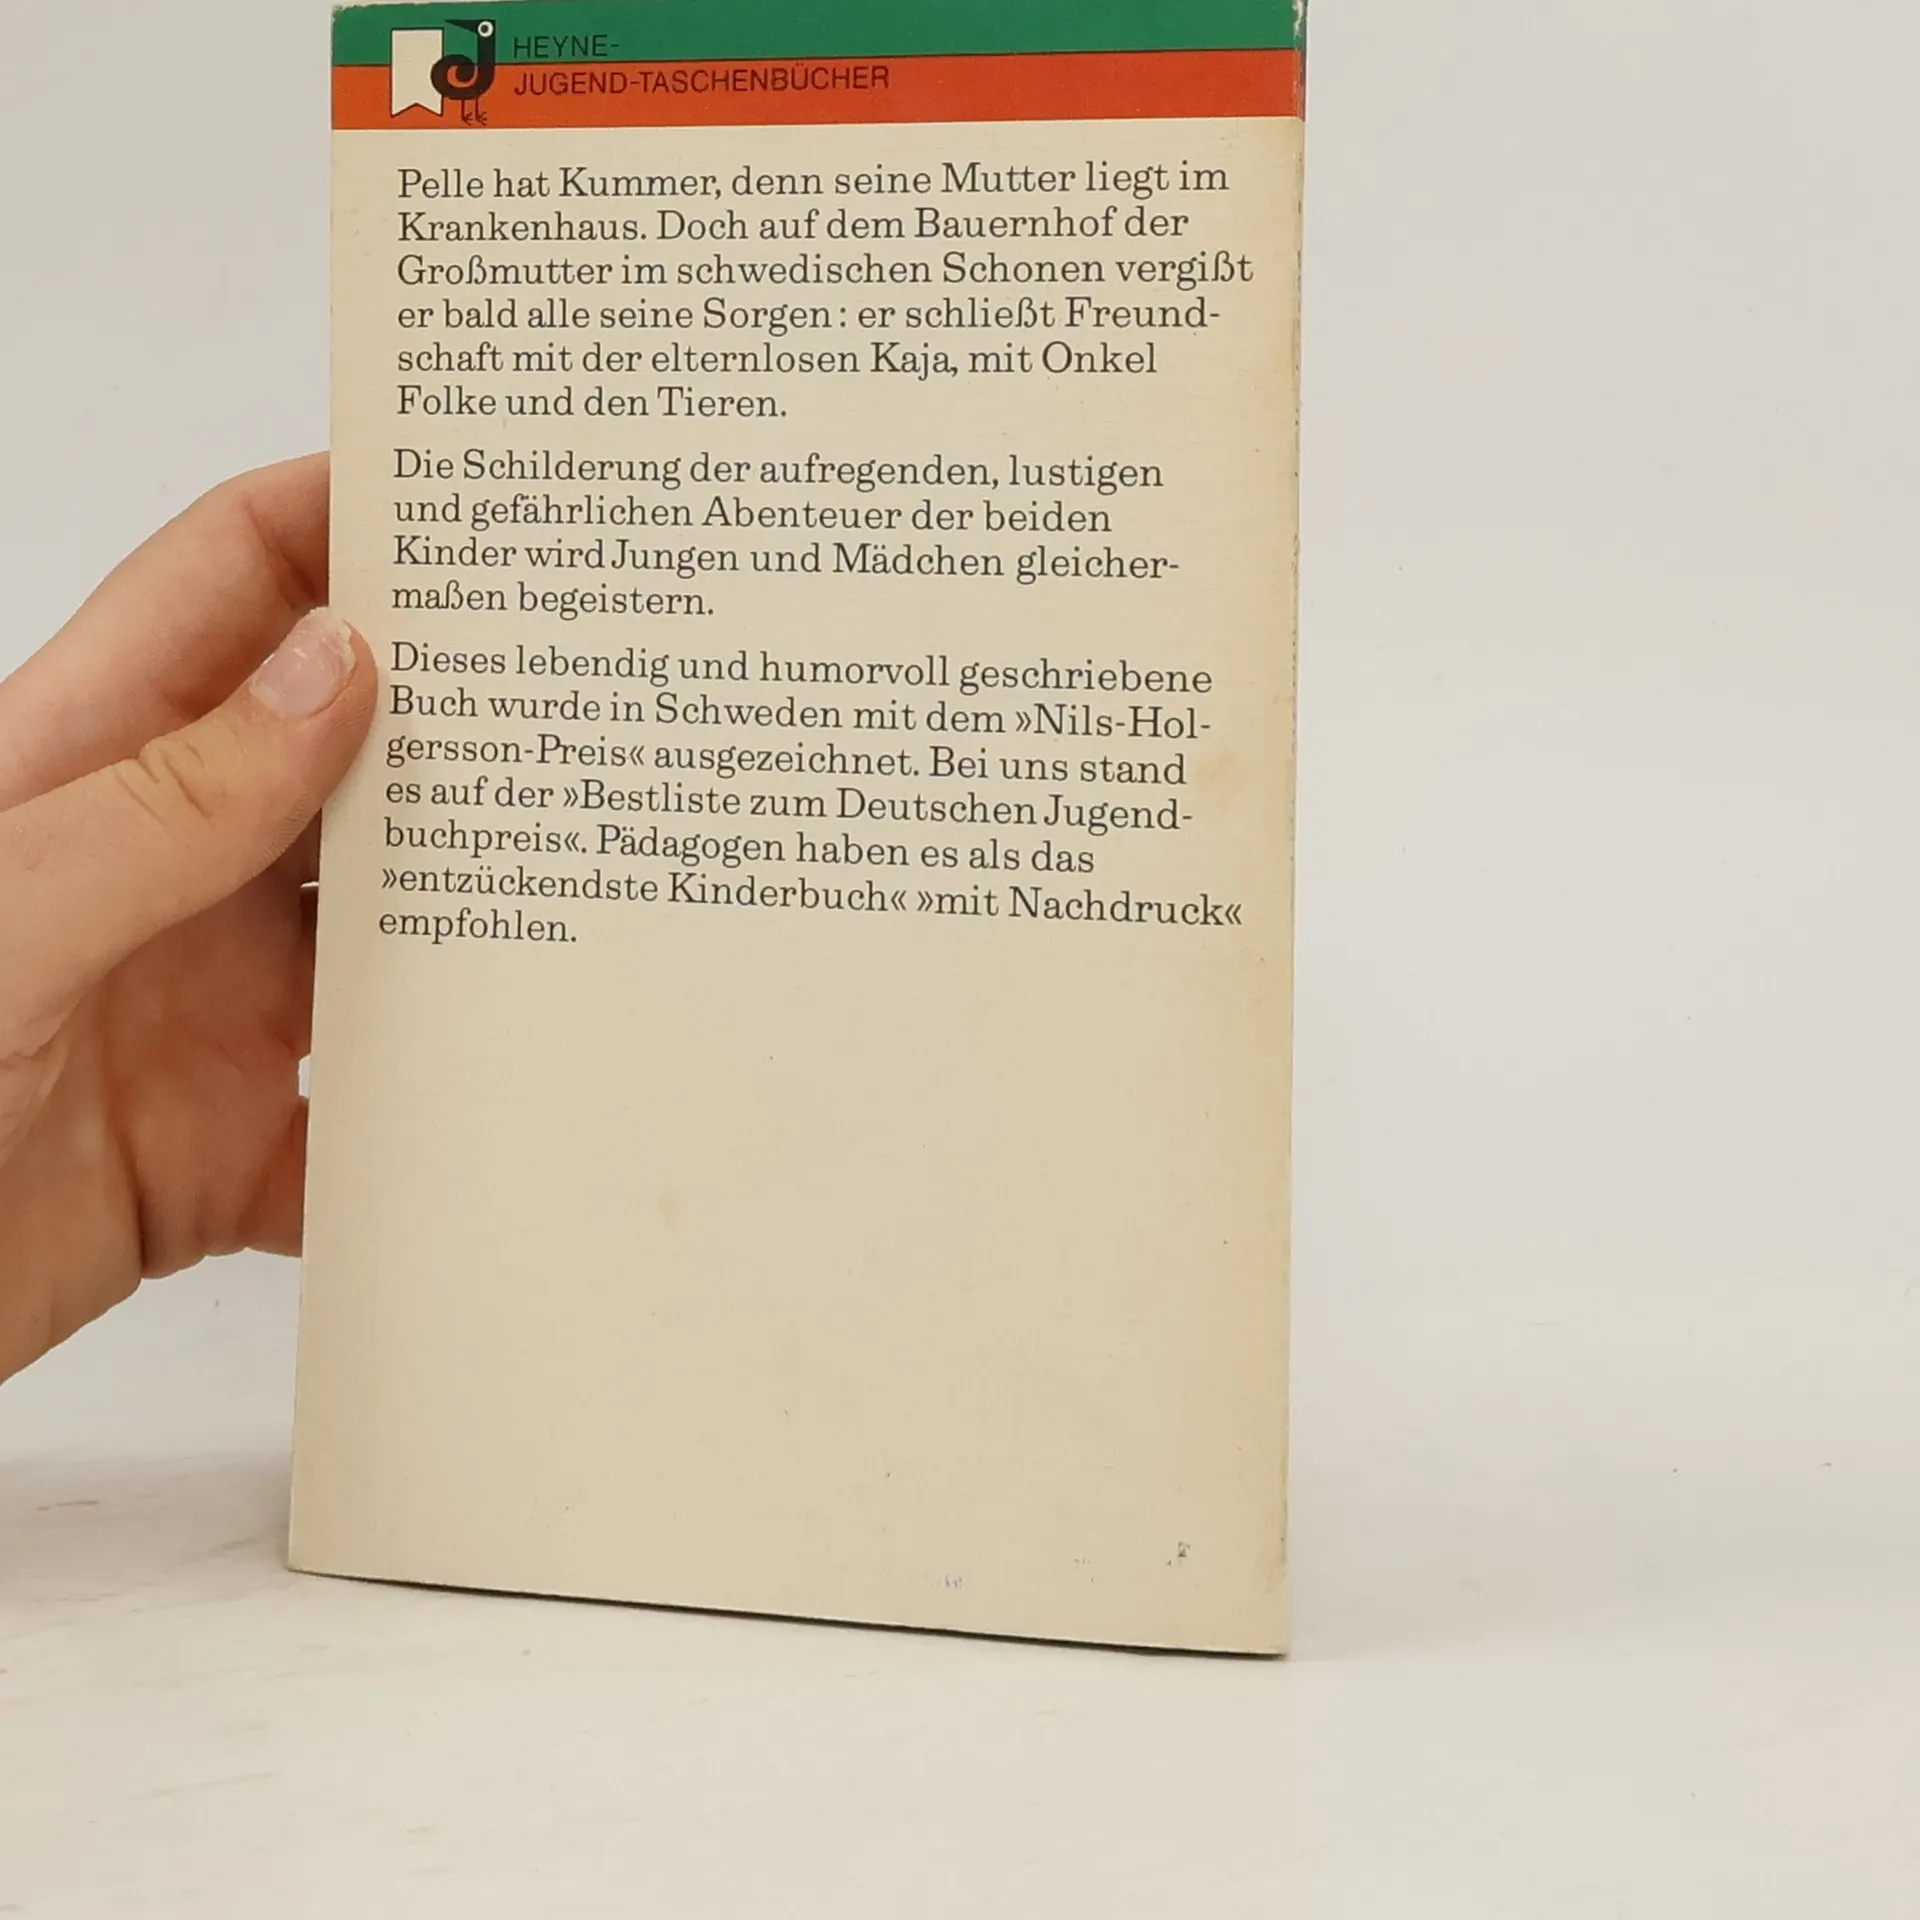 HEYNE-
JUGEND-TASCHENBÜCHER
Pelle hat Kummer, denn seine Mutter liegt im
Krankenhaus. Doch auf dem Bauernhof der
Großmutter im schwedischen Schonen vergißt
er bald alle seine Sorgen: er schließt Freund-
schaft mit der elternlosen Kaja, mit Onkel
Folke und den Tieren.
Die Schilderung der aufregenden, lustigen
und gefährlichen Abenteuer der beiden
Kinder wird Jungen und Mädchen gleicher-
maßen begeistern.
Dieses lebendig und humorvoll geschriebene
Buch wurde in Schweden mit dem »Nils-Hol-
gersson-Preis« ausgezeichnet. Bei uns stand
es auf der »Bestliste zum Deutschen Jugend-
buchpreis«. Pädagogen haben es als das
»entzückendste Kinderbuch« »mit Nachdruck«
empfohlen.